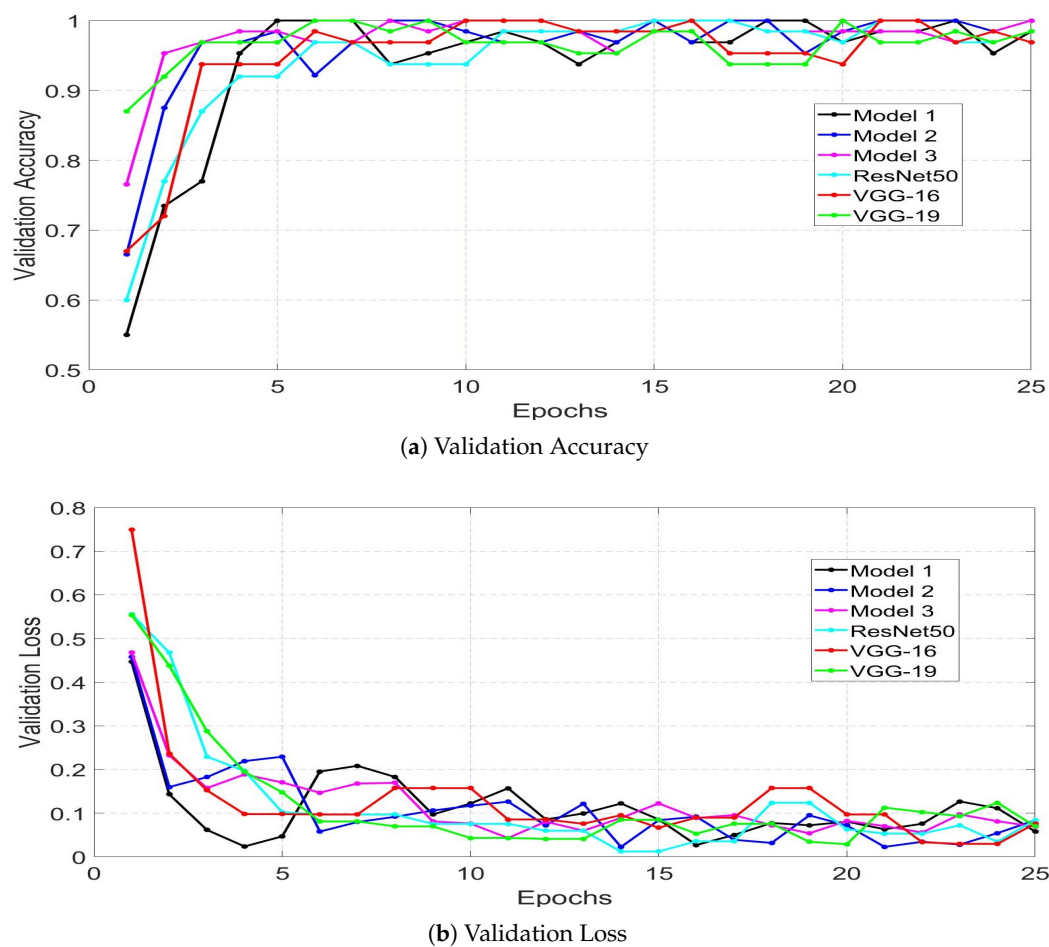 1
0.9
0.8
0.7
0.6
0.5
Validation Accuracy
Model 1
Model 2
Model 3
ResNet50
VGG-16
VGG-19
0 5 10 15 20 25
Epochs
(a) Validation Accuracy
0.8
0.7
0.6
0.5
0.4
0.3
0.2
0.1
0
Validation Loss
Model 1
Model 2
Model 3
ResNet50
VGG-16
VGG-19
0 5 10 15 20 25
Epochs
(b) Validation Loss